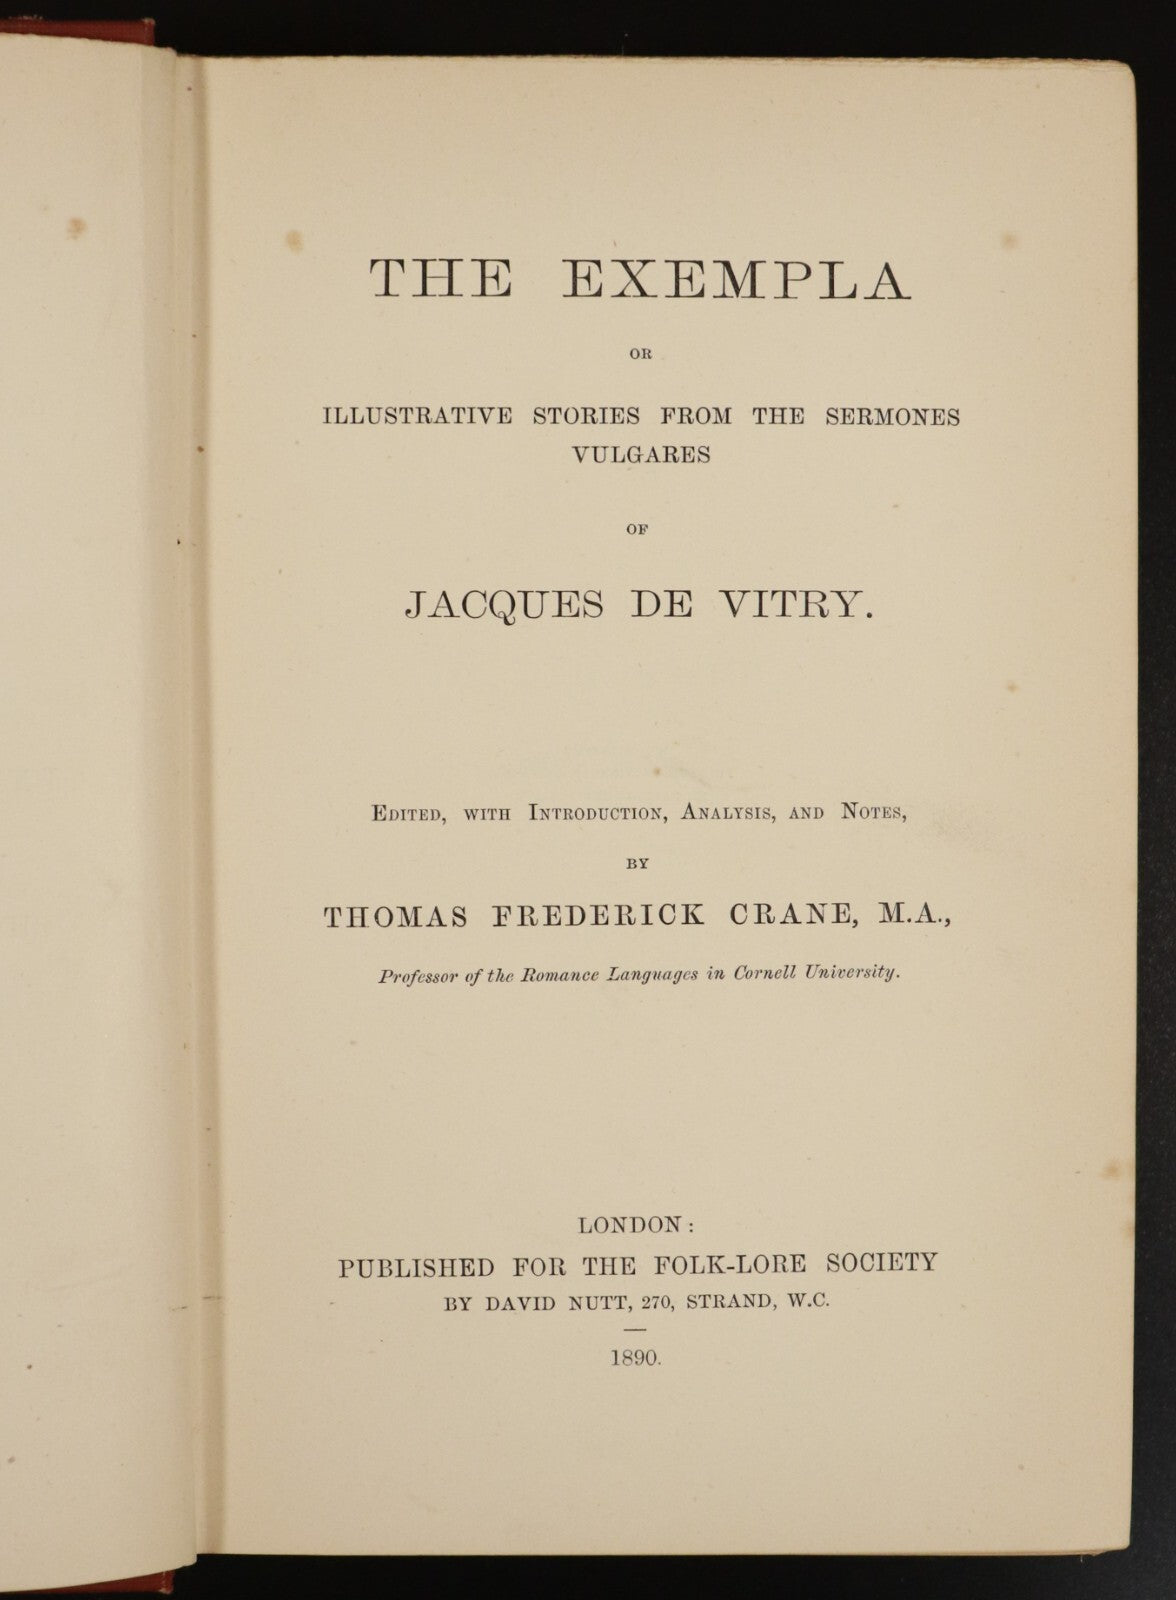 THE EXEMPLA
OR
ILLUSTRATIVE STORIES FROM THE SERMONES
VULGARES
OF
JACQUES DE VITRY.
EDITED, WITH INTRODUCTION, ANALYSIS, AND NOTES,
BY
THOMAS FREDERICK CRANE, M.A.,
Professor of the Romance Languages in Cornell University.
LONDON:
PUBLISHED FOR THE FOLK-LORE SOCIETY
BY DAVID NUTT, 270, STRAND, W.C.
1890.